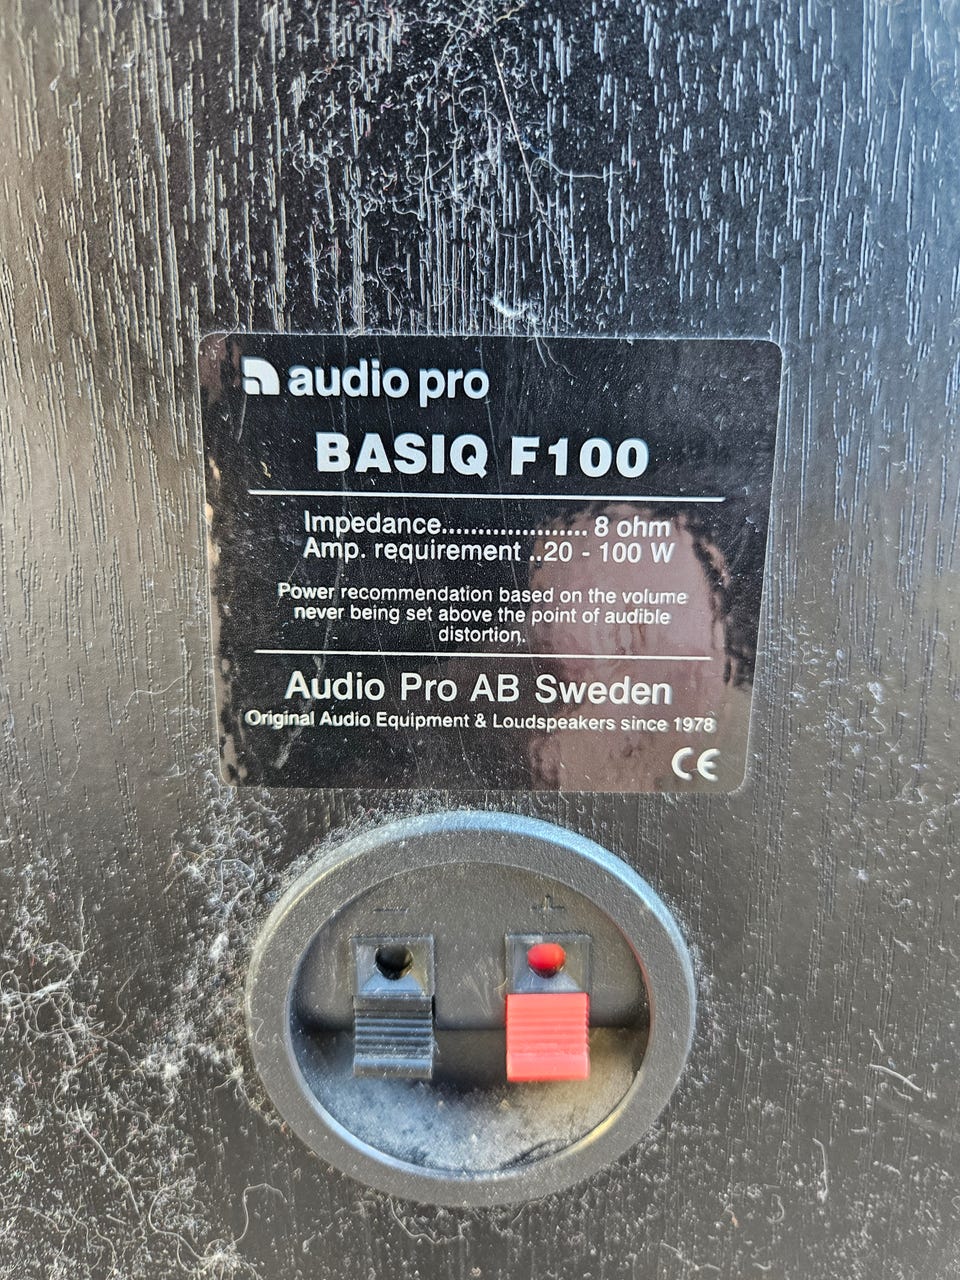 audio pro
BASIQ F100
Impedance.................... 8 ohm
Amp. requirement ..20 - 100 W
Power recommendation based on the volume
never being set above the point of audible
distortion.
Audio Pro AB Sweden
Original Audio Equipment & Loudspeakers since 1978
CE
- +